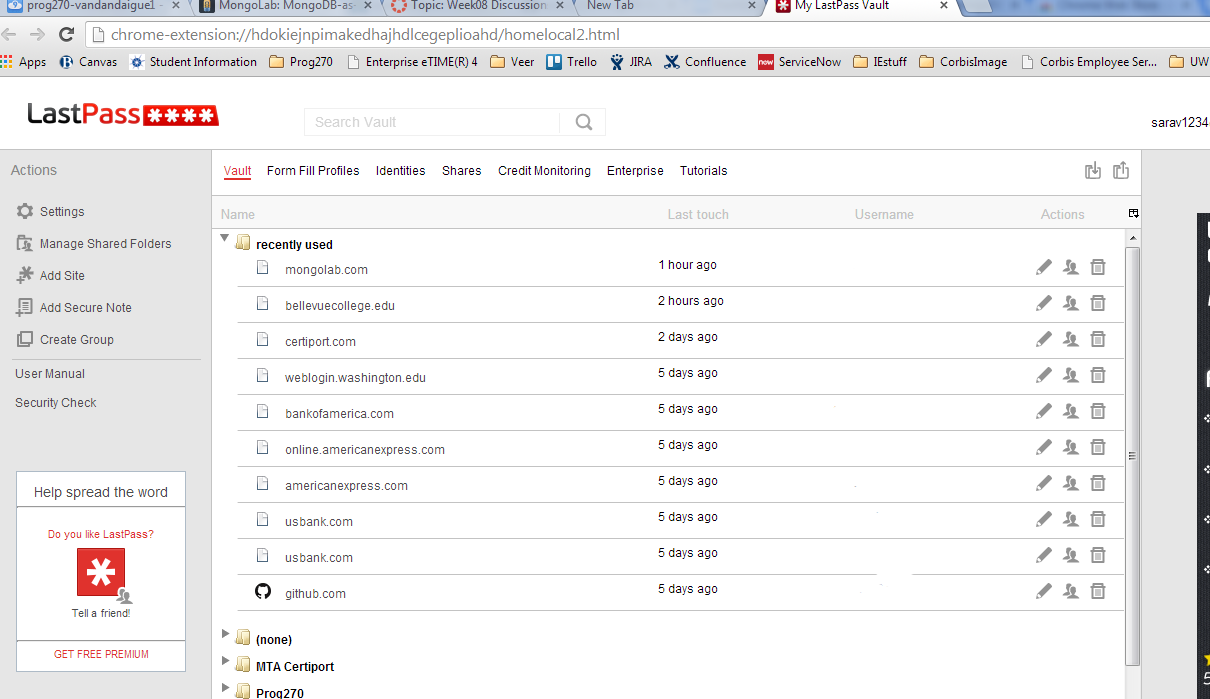 prog270-vandandaigue1 MongoLab: MongoDB-as- Topic: Week08 Discussion New Tab My LastPass Vault
chrome-extension://hdokiejnpimakedhajhdlcegeplioahd/homelocal2.html
Apps Canvas Student Information Prog270 Enterprise eTIME(R) 4 Veer Trello JIRA Confluence now ServiceNow IEstuff CorbisImage Corbis Employee Ser... UW
LastPass ****
Search Vault
sarav1234
Actions
Vault Form Fill Profiles Identities Shares Credit Monitoring Enterprise Tutorials
Settings
Manage Shared Folders
Add Site
Add Secure Note
Create Group
User Manual
Security Check
Help spread the word
Do you like LastPass?
Tell a friend!
GET FREE PREMIUM
Name Last touch Username Actions
recently used
mongolab.com 1 hour ago
bellevuecollege.edu 2 hours ago
certiport.com 2 days ago
weblogin.washington.edu 5 days ago
bankofamerica.com 5 days ago
online.americanexpress.com 5 days ago
americanexpress.com 5 days ago
usbank.com 5 days ago
usbank.com 5 days ago
github.com 5 days ago
(none)
MTA Certiport
Prog270